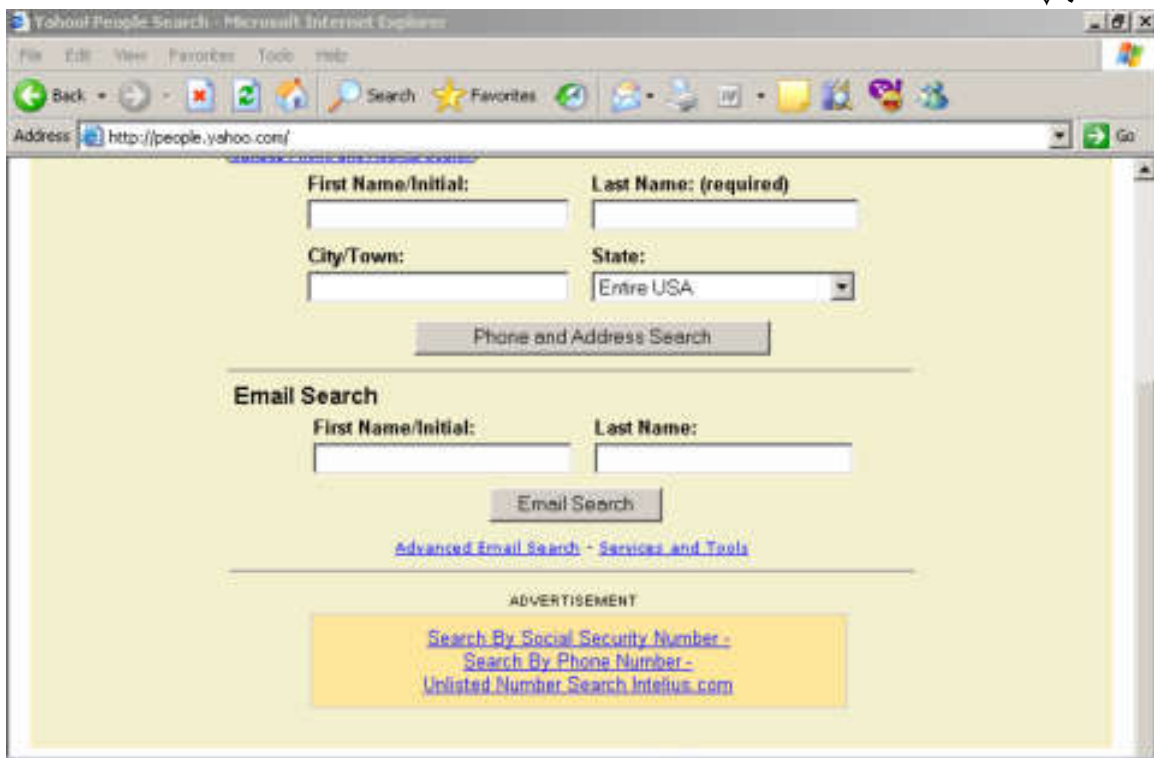 Yahoo! People Search - Microsoft Internet Explorer
File Edit View Favorites Tools Help
Back Search Favorites
Address http://people.yahoo.com/ Go
First Name/Initial: Last Name: (required)
City/Town: State:
Entire USA
Phone and Address Search
Email Search
First Name/Initial: Last Name:
Email Search
Advanced Email Search - Services and Tools
ADVERTISEMENT
Search By Social Security Number -
Search By Phone Number -
Unlisted Number Search Intelius.com